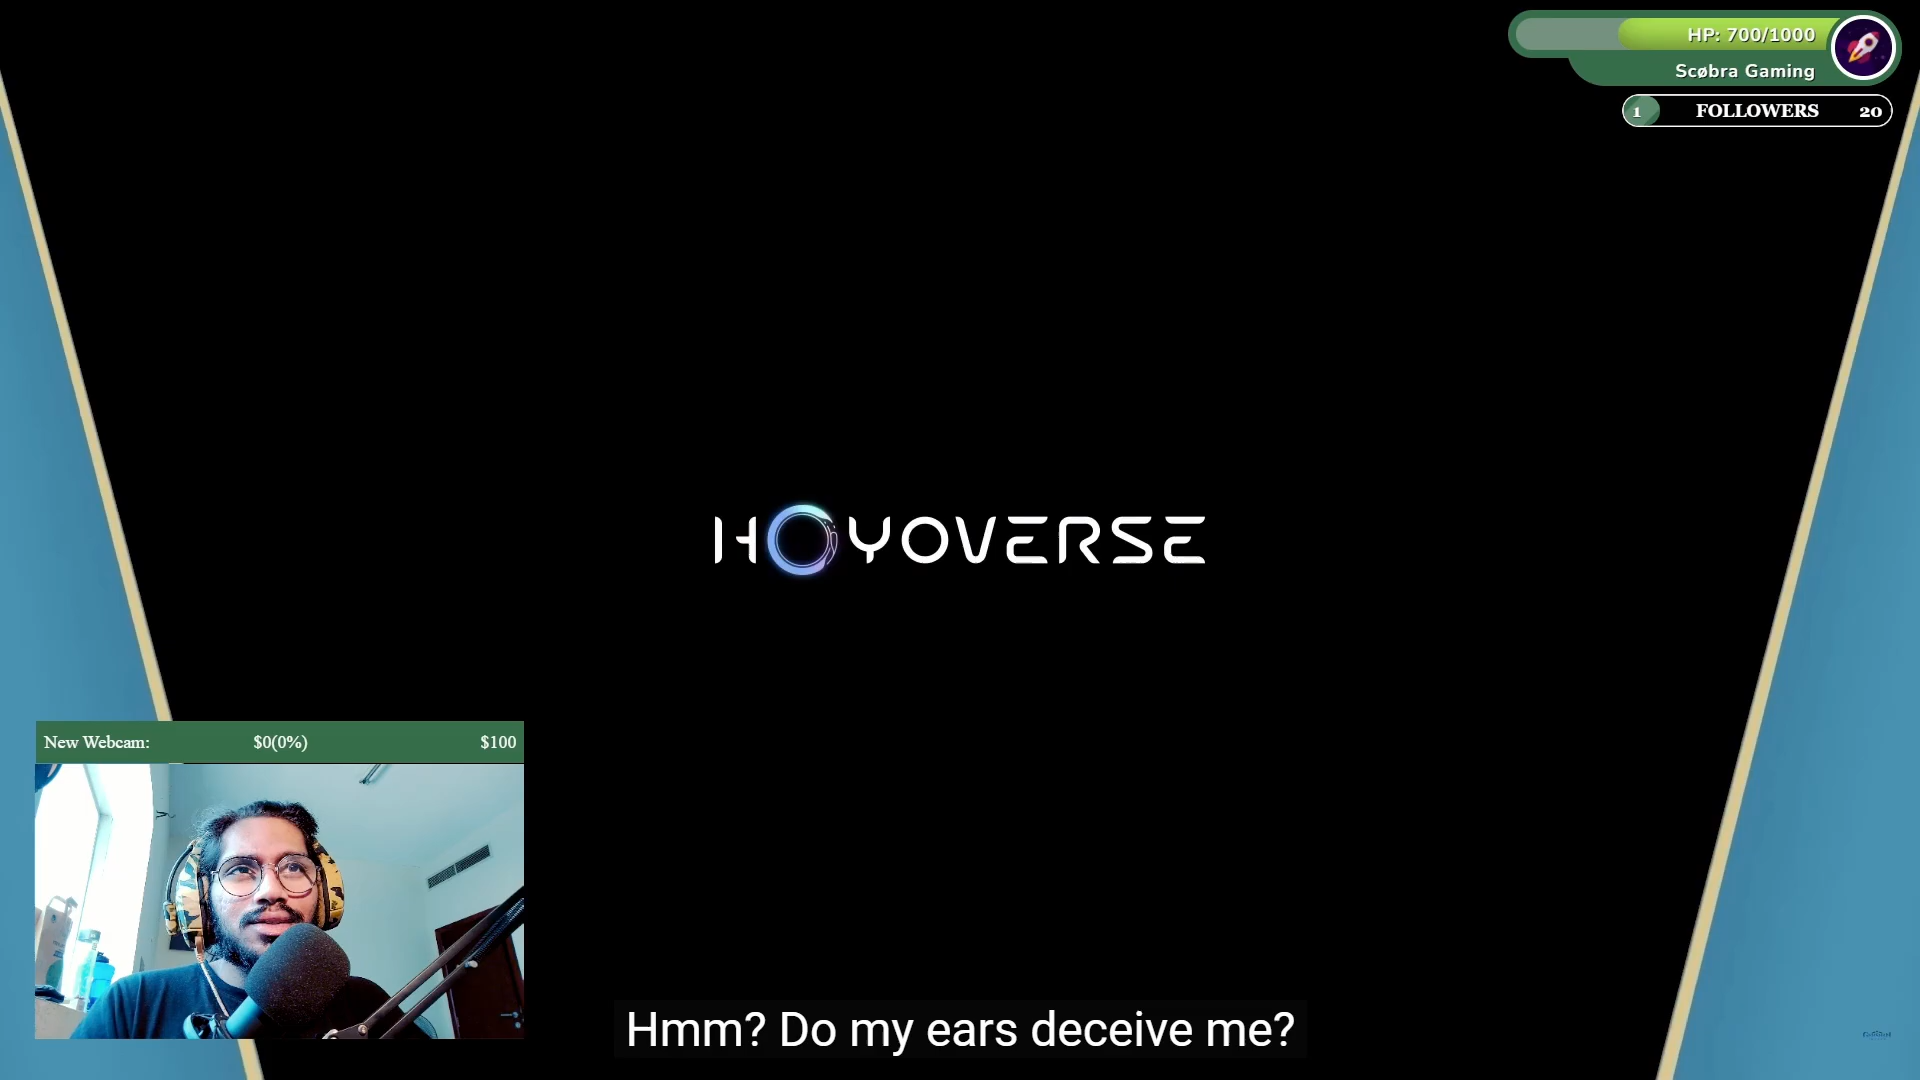 HP: 700/1000
Scøbra Gaming
1 FOLLOWERS 20
HOYOVERSE
New Webcam: $0(0%) $100
Hmm? Do my ears deceive me?